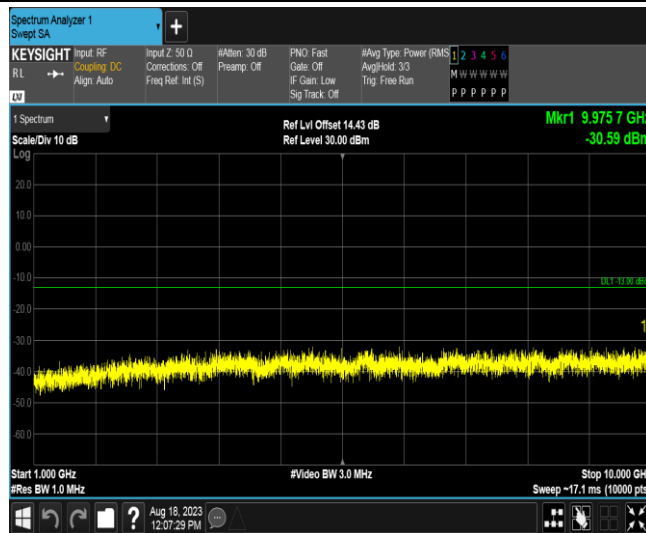 Spectrum Analyzer 1
Swept SA
+
KEYSIGHT
RL
LXI
Input: RF
Coupling: DC
Align: Auto
Input Z: 50 Ω
Corrections: Off
Freq Ref: Int (S)
#Atten: 30 dB
Preamp: Off
PNO: Fast
Gate: Off
IF Gain: Low
Sig Track: Off
#Avg Type: Power (RMS
Avg|Hold: 3/3
Trig: Free Run
1 2 3 4 5 6
M W W W W W
P P P P P P
1 Spectrum
Scale/Div 10 dB
Log
Ref Lvl Offset 14.43 dB
Ref Level 30.00 dBm
Mkr1 9.975 7 GHz
-30.59 dBm
20.0
10.0
0.00
-10.0
DL1 -13.00 dBm
-20.0
1
-30.0
-40.0
-50.0
-60.0
Start 1.000 GHz
#Res BW 1.0 MHz
#Video BW 3.0 MHz
Stop 10.000 GHz
Sweep ~17.1 ms (10000 pts
?
Aug 18, 2023
12:07:29 PM